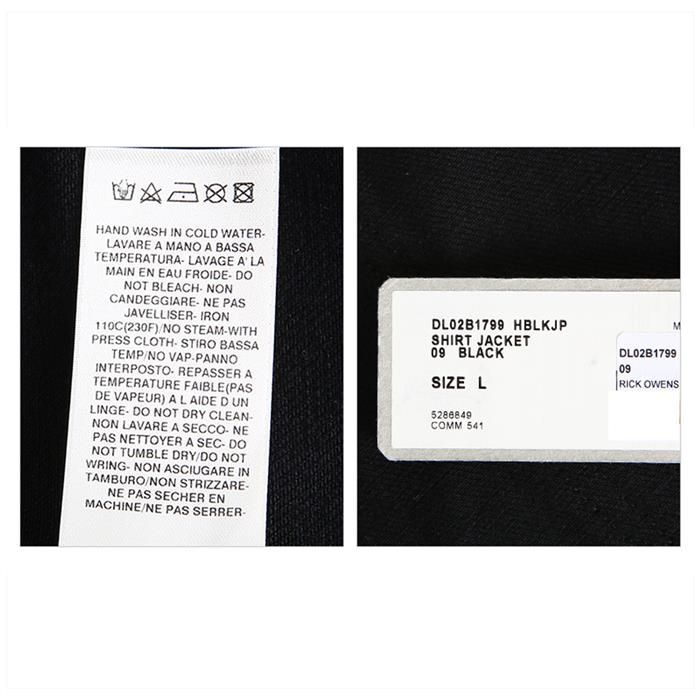 HAND WASH IN COLD WATER-
LAVARE A MANO A BASSA
TEMPERATURA- LAVAGE A' LA
MAIN EN EAU FROIDE- DO
NOT BLEACH- NON
CANDEGGIARE- NE PAS
JAVELLISER- IRON
110C(230F)/NO STEAM-WITH
PRESS CLOTH- STIRO BASSA
TEMP/NO VAP-PANNO
INTERPOSTO- REPASSER A
TEMPERATURE FAIBLE(PAS
DE VAPEUR) A L AIDE D UN
LINGE- DO NOT DRY CLEAN-
NON LAVARE A SECCO- NE
PAS NETTOYER A SEC- DO
NOT TUMBLE DRY/DO NOT
WRING- NON ASCIUGARE IN
TAMBURO/NON STRIZZARE-
NE PAS SECHER EN
MACHINE/NE PAS SERRER-
DL02B1799 HBLKJP
SHIRT JACKET
09 BLACK
SIZE L
5286849
COMM 541
DL02B1799
09
RICK OWENS